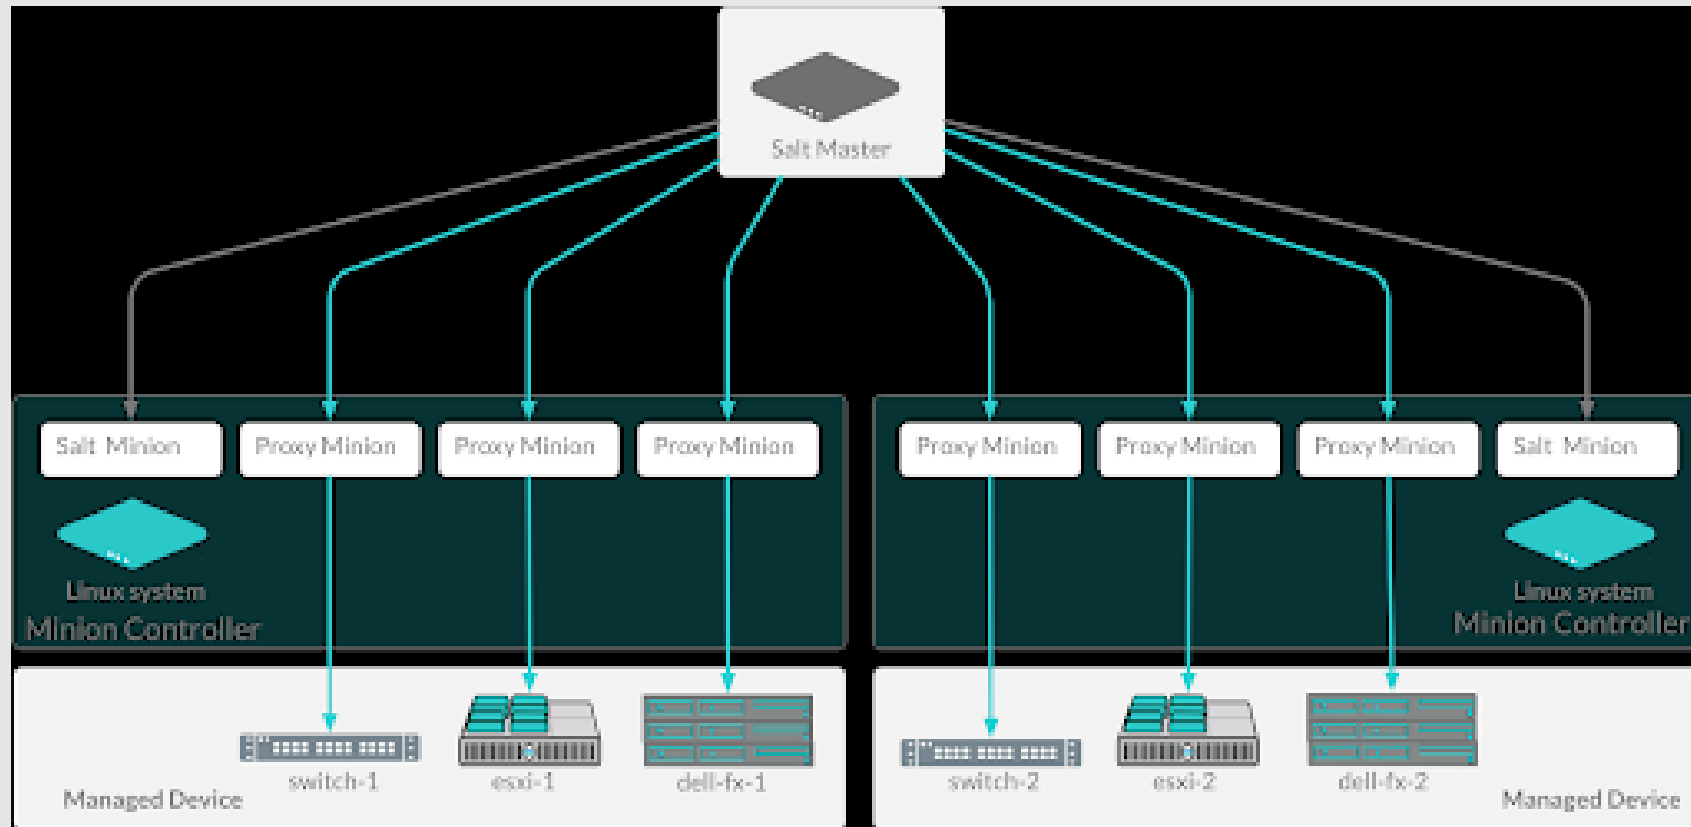 Salt Master
Salt Minion
Proxy Minion
Proxy Minion
Proxy Minion
Proxy Minion
Proxy Minion
Proxy Minion
Salt Minion
Linux system
Minion Controller
Linux system
Minion Controller
switch-1
esxi-1
dell-fx-1
Managed Device
switch-2
esxi-2
dell-fx-2
Managed Device